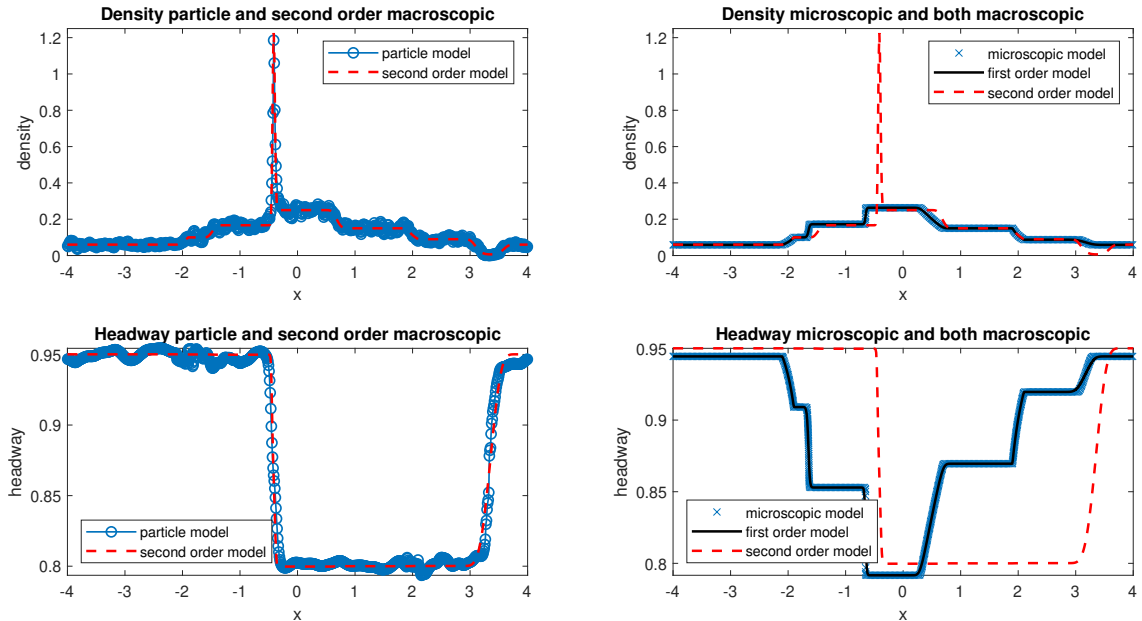 Density particle and second order macroscopic
1.2
1
0.8
0.6
0.4
0.2
0
density
particle model
second order model
-4 -3 -2 -1 0 1 2 3 4
x
Density microscopic and both macroscopic
1.2
1
0.8
0.6
0.4
0.2
0
density
microscopic model
first order model
second order model
-4 -3 -2 -1 0 1 2 3 4
x
Headway particle and second order macroscopic
0.95
0.9
0.85
0.8
headway
particle model
second order model
-4 -3 -2 -1 0 1 2 3 4
x
Headway microscopic and both macroscopic
0.95
0.9
0.85
0.8
headway
microscopic model
first order model
second order model
-4 -3 -2 -1 0 1 2 3 4
x